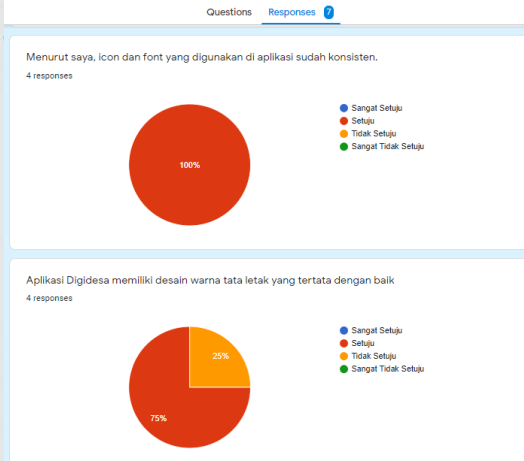 Questions Responses 7
Menurut saya, icon dan font yang digunakan di aplikasi sudah konsisten.
4 responses
Sangat Setuju
Setuju
Tidak Setuju
Sangat Tidak Setuju
100%
Aplikasi Digidesa memiliki desain warna tata letak yang tertata dengan baik
4 responses
Sangat Setuju
Setuju
Tidak Setuju
Sangat Tidak Setuju
25%
75%